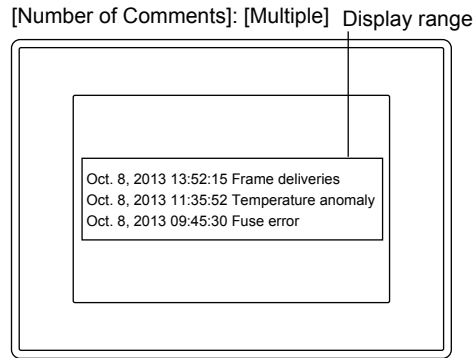 [Number of Comments]: [Multiple] Display range
Oct. 8, 2013 13:52:15 Frame deliveries
Oct. 8, 2013 11:35:52 Temperature anomaly
Oct. 8, 2013 09:45:30 Fuse error